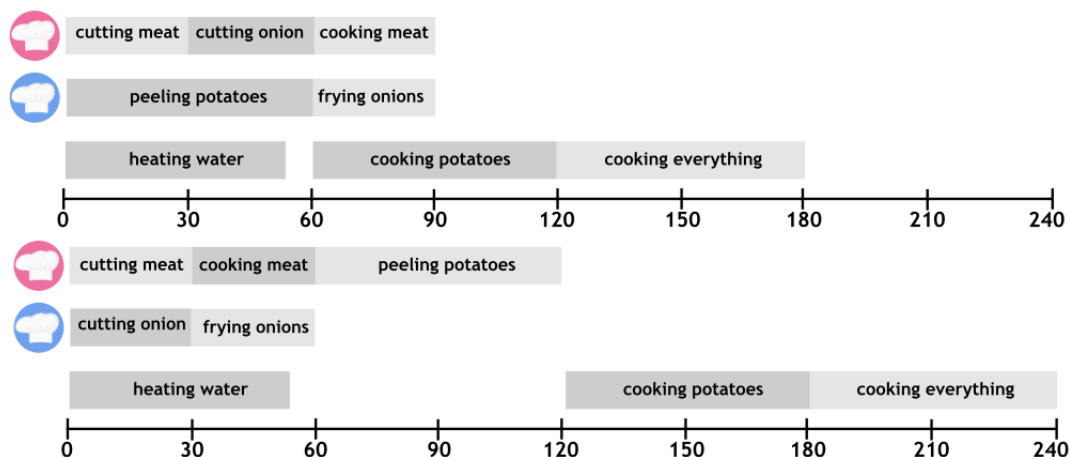 cutting meat cutting onion cooking meat
peeling potatoes frying onions
heating water cooking potatoes cooking everything
0 30 60 90 120 150 180 210 240
cutting meat cooking meat peeling potatoes
cutting onion frying onions
heating water cooking potatoes cooking everything
0 30 60 90 120 150 180 210 240